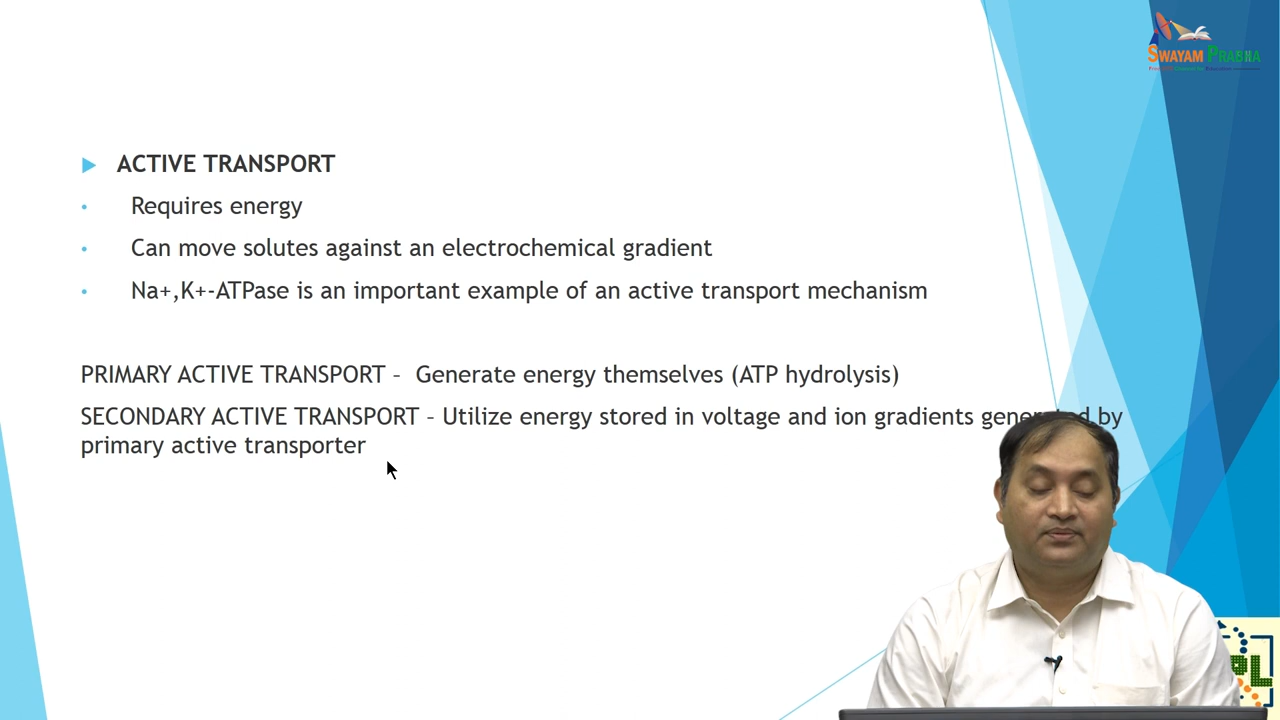 SWAYAM PRABHA
ACTIVE TRANSPORT
Requires energy
Can move solutes against an electrochemical gradient
Na+,K+-ATPase is an important example of an active transport mechanism
PRIMARY ACTIVE TRANSPORT – Generate energy themselves (ATP hydrolysis)
SECONDARY ACTIVE TRANSPORT – Utilize energy stored in voltage and ion gradients generated by
primary active transporter